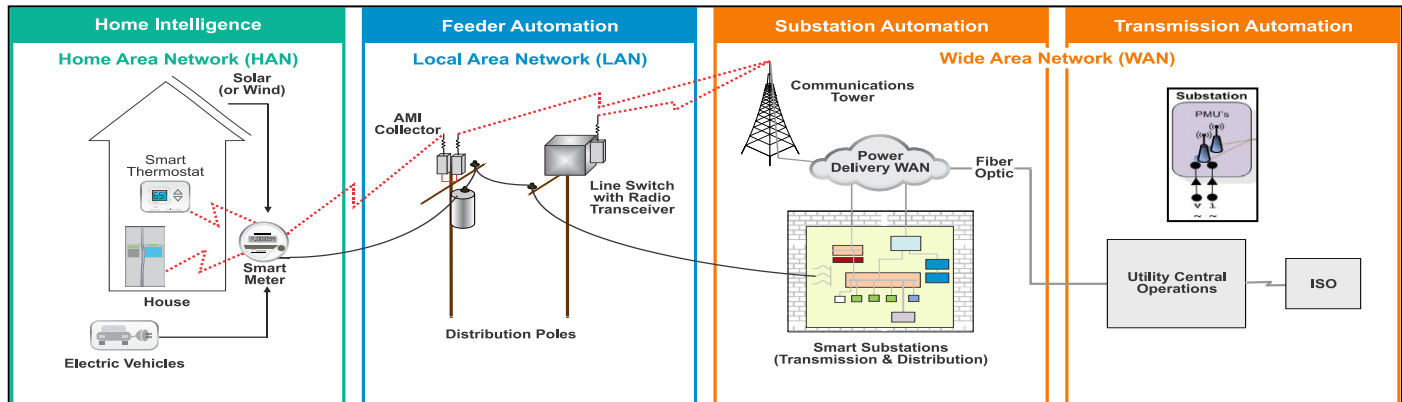 Home Intelligence
Feeder Automation
Substation Automation
Transmission Automation
Home Area Network (HAN)
Local Area Network (LAN)
Wide Area Network (WAN)
Solar
(or Wind)
Smart
Thermostat
65
Smart
Meter
House
Electric Vehicles
AMI
Collector
Line Switch
with Radio
Transceiver
Distribution Poles
Communications
Tower
Power
Delivery WAN
Fiber
Optic
Smart Substations
(Transmission & Distribution)
Substation
PMU's
v i
~ ~
Utility Central
Operations
ISO